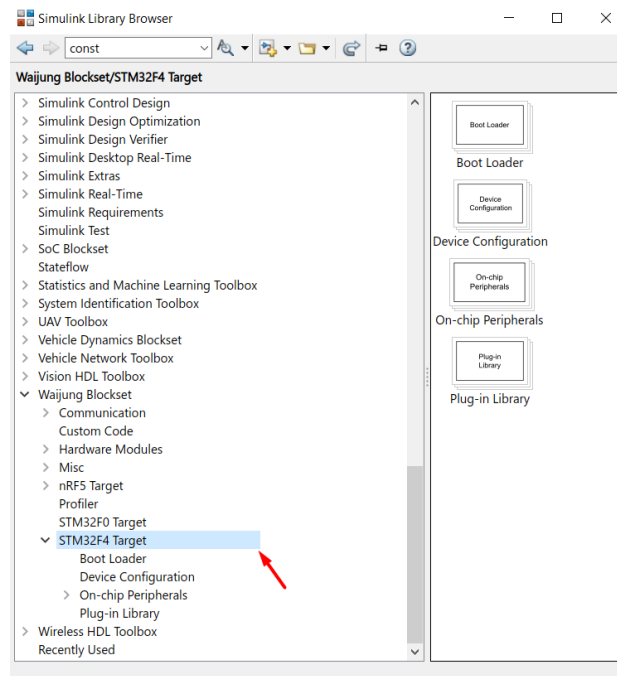 Simulink Library Browser
const
Waijung Blockset/STM32F4 Target
Simulink Control Design
Simulink Design Optimization
Simulink Design Verifier
Simulink Desktop Real-Time
Simulink Extras
Simulink Real-Time
Simulink Requirements
Simulink Test
SoC Blockset
Stateflow
Statistics and Machine Learning Toolbox
System Identification Toolbox
UAV Toolbox
Vehicle Dynamics Blockset
Vehicle Network Toolbox
Vision HDL Toolbox
Waijung Blockset
Communication
Custom Code
Hardware Modules
Misc
nRF5 Target
Profiler
STM32F0 Target
STM32F4 Target
Boot Loader
Device Configuration
On-chip Peripherals
Plug-in Library
Wireless HDL Toolbox
Recently Used
Boot Loader
Boot Loader
Device
Configuration
Device Configuration
On-chip
Peripherals
On-chip Peripherals
Plug-in
Library
Plug-in Library